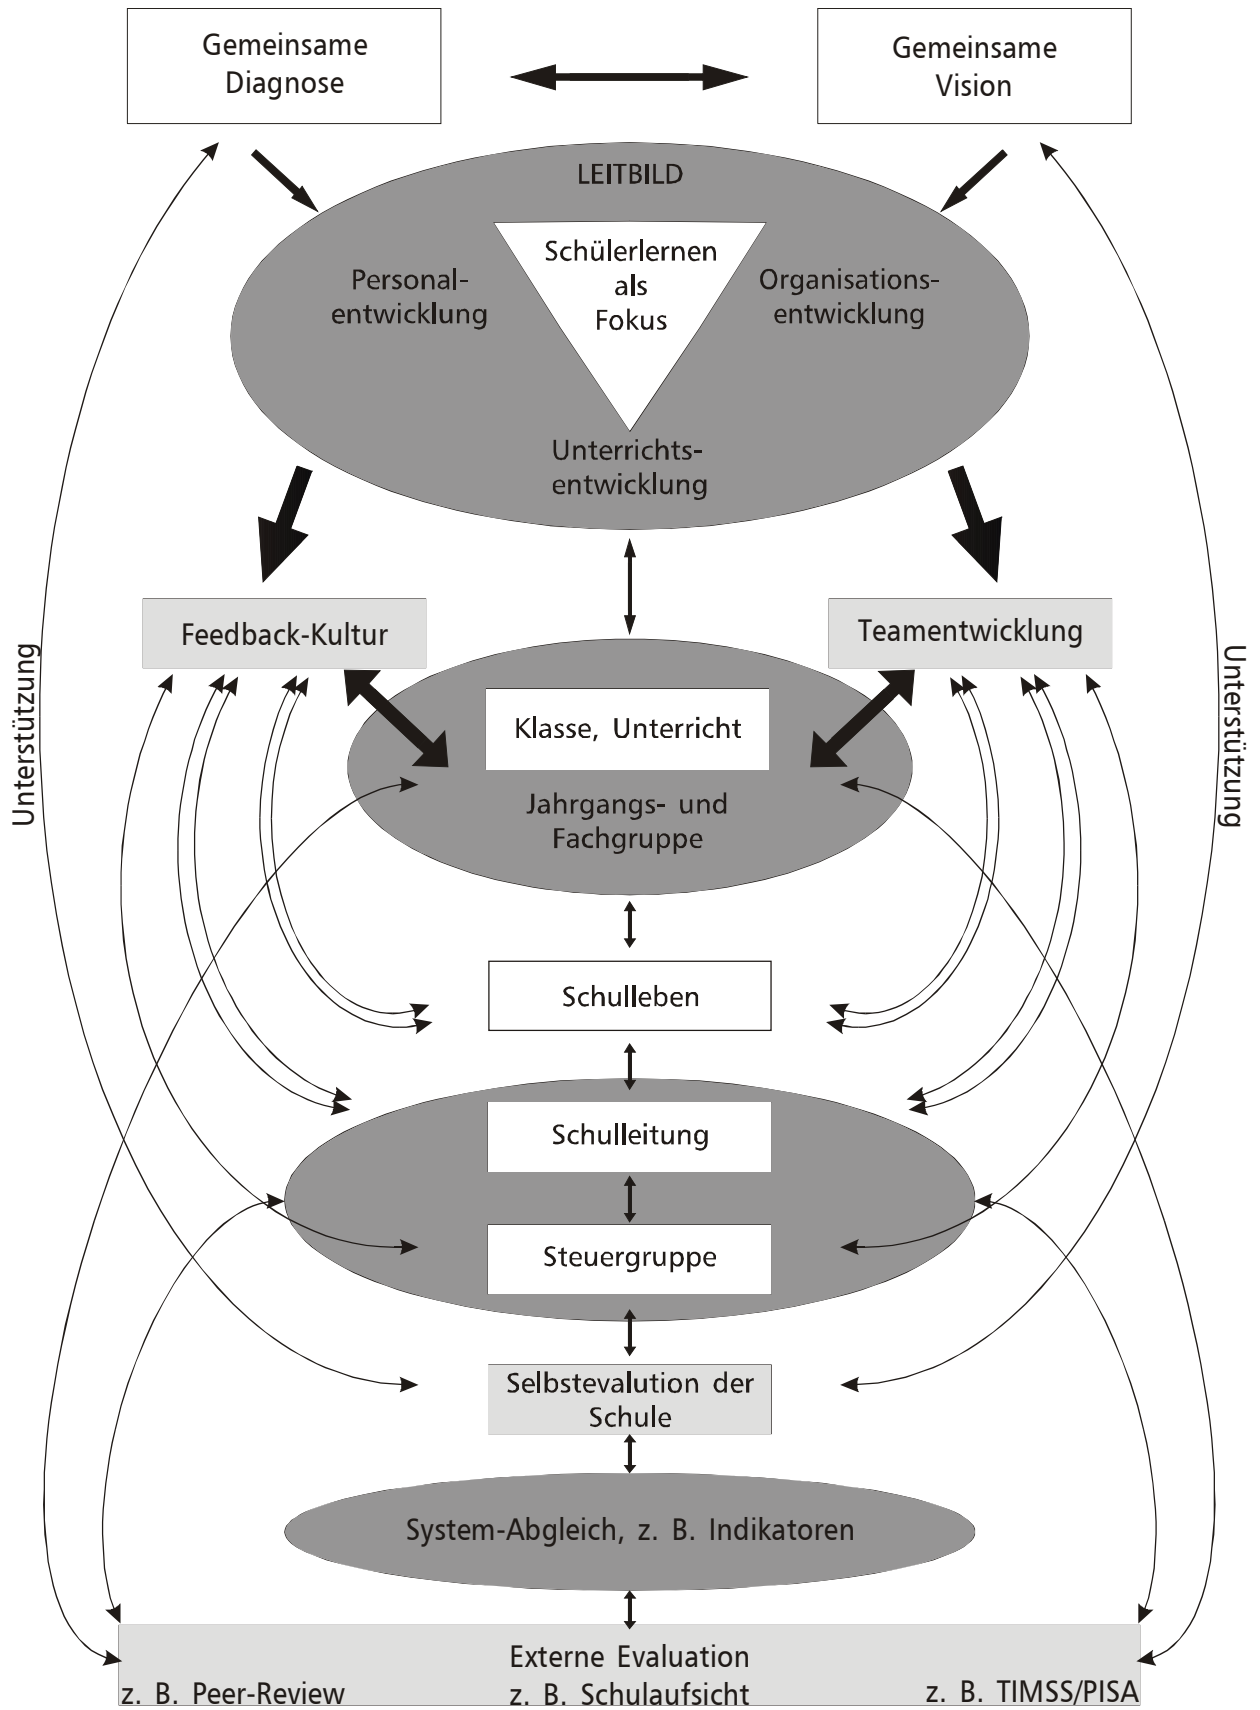 Gemeinsame
Diagnose
Gemeinsame
Vision
LEITBILD
Schülerlernen
als
Fokus
Personal-
entwicklung
Organisations-
entwicklung
Unterrichts-
entwicklung
Feedback-Kultur
Teamentwicklung
Unterstützung
Unterstützung
Klasse, Unterricht
Jahrgangs- und
Fachgruppe
Schulleben
Schulleitung
Steuergruppe
Selbstevalution der
Schule
System-Abgleich, z. B. Indikatoren
Externe Evaluation
z. B. Peer-Review
z. B. Schulaufsicht
z. B. TIMSS/PISA